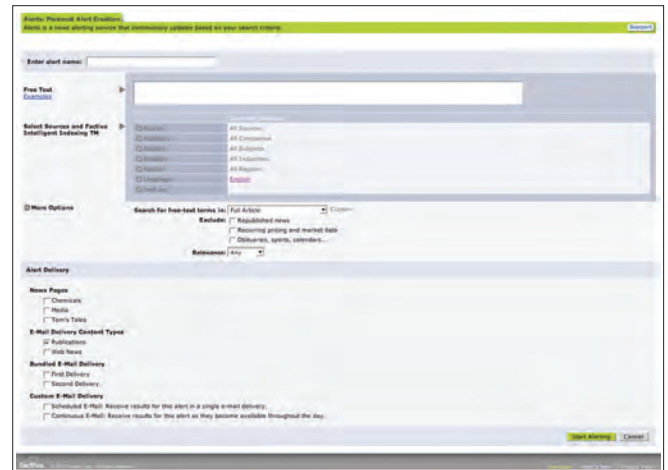 Alerts: Personal Alert Creation
Alerts is a news alerting service that continuously updates based on your search criteria.
Support
Enter alert name:
Free Text
Examples
Select Sources and Factiva
Intelligent Indexing TM
All Sources
All Companies
All Subjects
All Industries
All Regions
English
More Options
Search for free-text terms in: Full Article
Exclude: Republished news
Recurring pricing and market data
Obituaries, sports, calendars...
Relevance: Any
Alert Delivery
News Pages
Chemicals
Media
Tom's Tales
E-Mail Delivery Content Types
Publications
Web News
Bundled E-Mail Delivery
First Delivery
Second Delivery
Custom E-Mail Delivery
Scheduled E-Mail: Receive results for this alert in a single e-mail delivery.
Continuous E-Mail: Receive results for this alert as they become available throughout the day.
Start Alerting Cancel
factiva